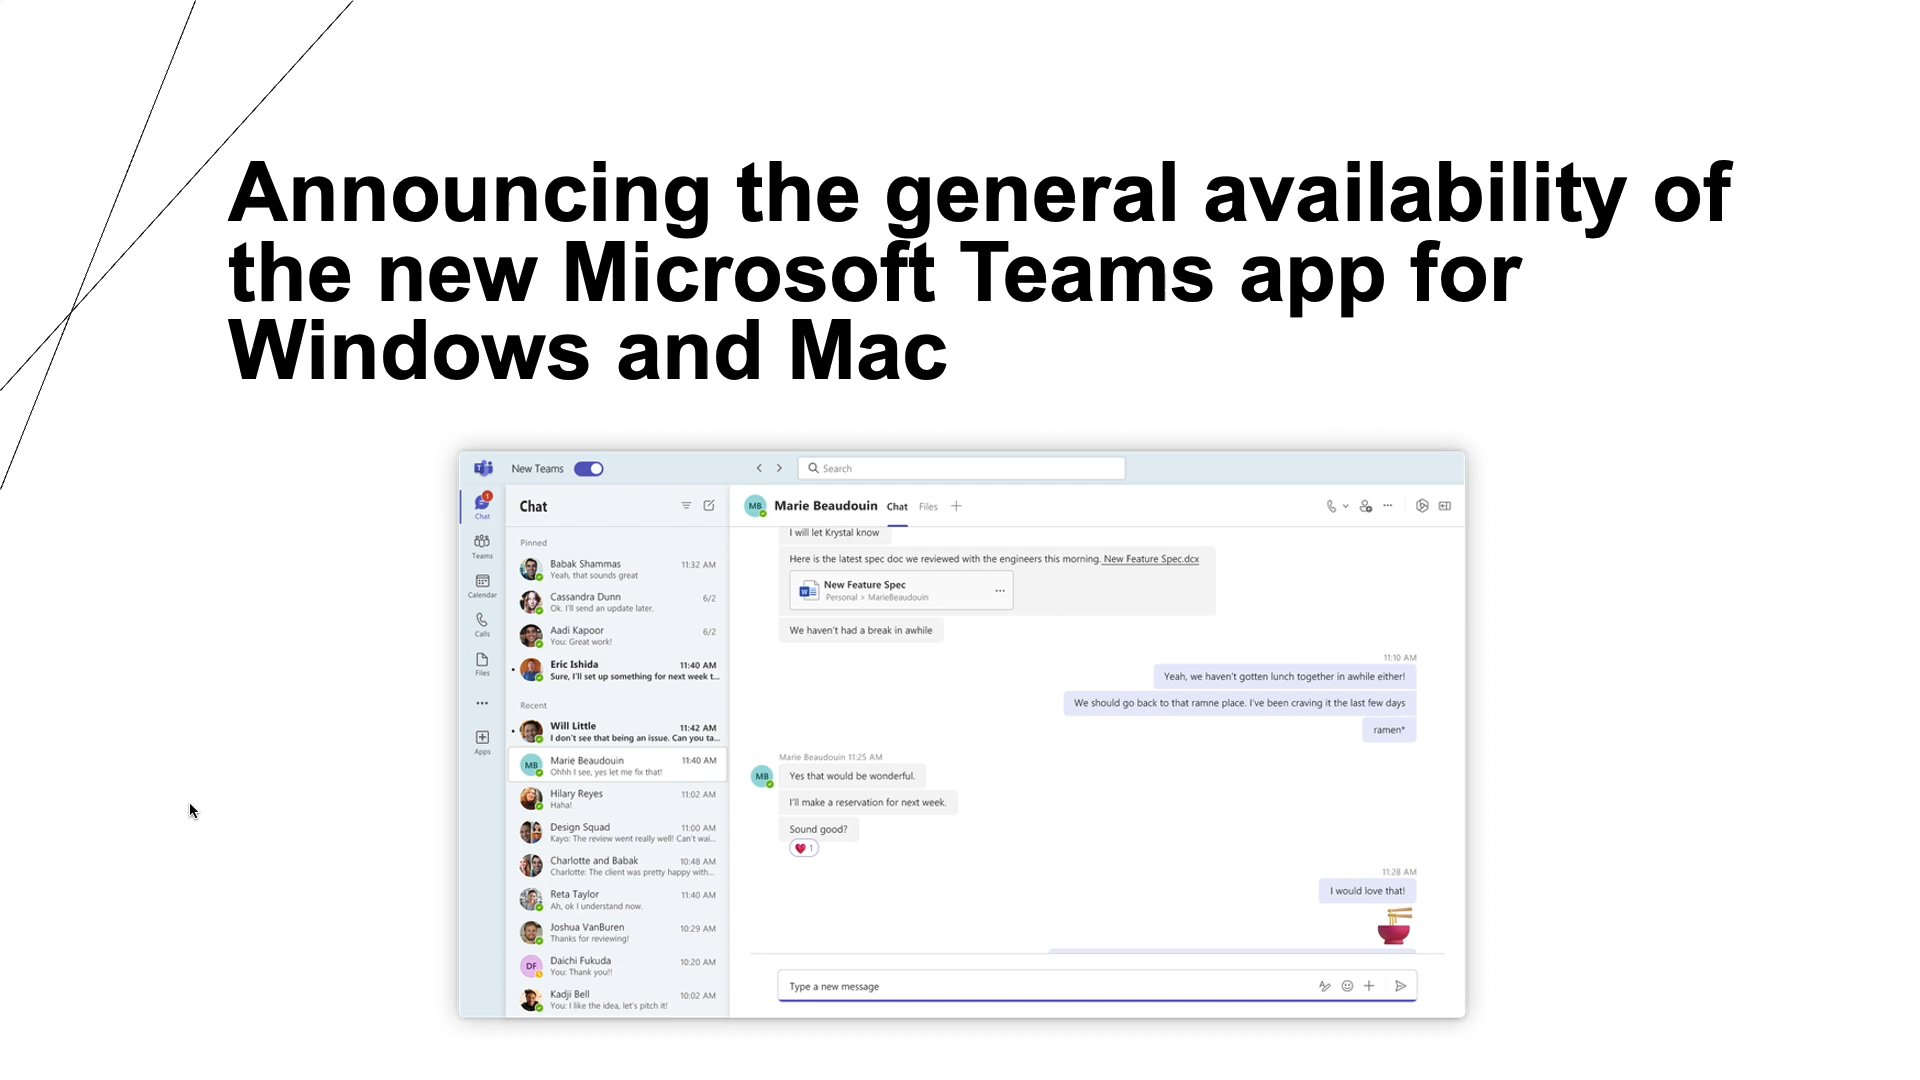 Announcing the general availability of
the new Microsoft Teams app for
Windows and Mac
New Teams
Search
1
Chat
Teams
Calendar
Calls
Files
Apps
Chat
Pinned
Babak Shammas 11:32 AM
Yeah, that sounds great
Cassandra Dunn 6/2
Ok. I'll send an update later.
Aadi Kapoor 6/2
You: Great work!
Eric Ishida 11:40 AM
Sure, I'll set up something for next week t...
Recent
Will Little 11:42 AM
I don't see that being an issue. Can you ta...
MB
Marie Beaudouin 11:40 AM
Ohhh I see, yes let me fix that!
Hilary Reyes 11:02 AM
Haha!
Design Squad 11:00 AM
Kayo: The review went really well! Can't wai...
Charlotte and Babak 10:48 AM
Charlotte: The client was pretty happy with...
Reta Taylor 11:40 AM
Ah, ok I understand now.
Joshua VanBuren 10:29 AM
Thanks for reviewing!
DF
Daichi Fukuda 10:20 AM
You: Thank you!!
Kadji Bell 10:02 AM
You: I like the idea, let's pitch it!
MB Marie Beaudouin Chat Files
I will let Krystal know
Here is the latest spec doc we reviewed with the engineers this morning. New Feature Spec.dcx
New Feature Spec
Personal > MarieBeaudouin
We haven't had a break in awhile
11:10 AM
Yeah, we haven't gotten lunch together in awhile either!
We should go back to that ramne place. I've been craving it the last few days
ramen*
Marie Beaudouin 11:25 AM
MB
Yes that would be wonderful.
I'll make a reservation for next week.
Sound good?
1
11:28 AM
I would love that!
Type a new message